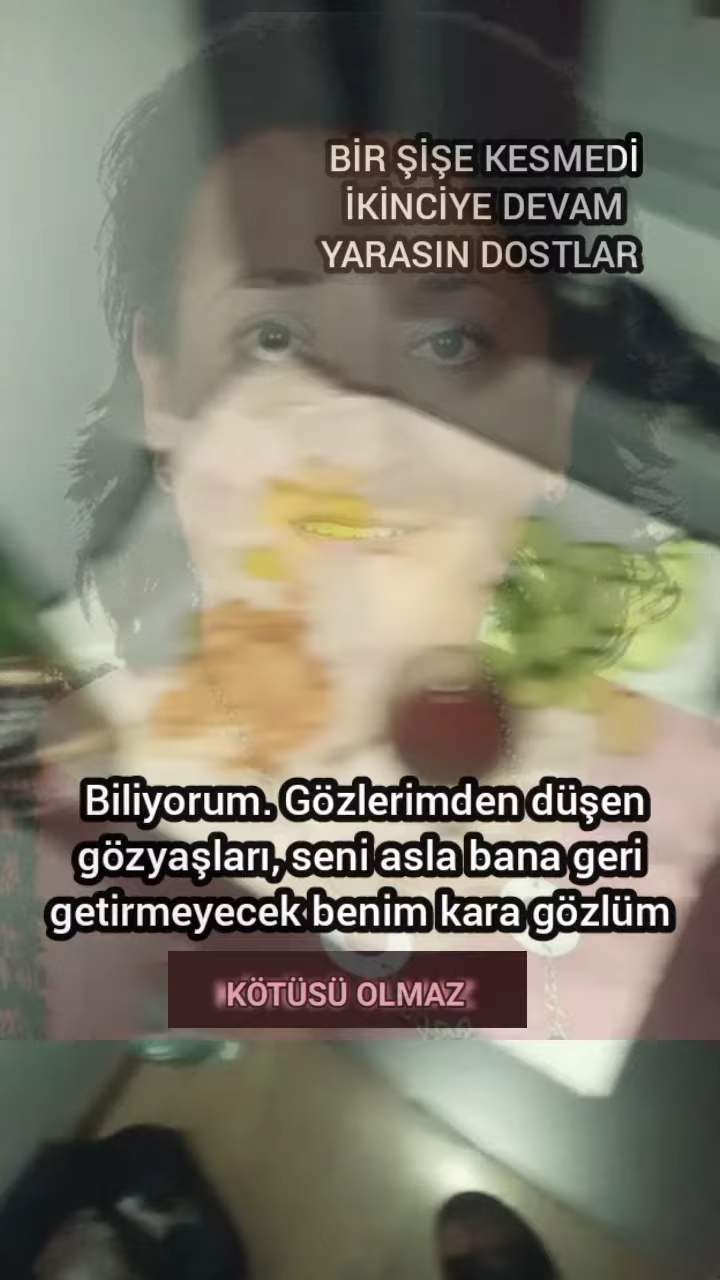 BİR ŞİŞE KESMEDİ
İKİNCİYE DEVAM
YARASIN DOSTLAR
Biliyorum. Gözlerimden düşen
gözyaşları, seni asla bana geri
getirmeyecek benim kara gözlüm
KÖTÜSÜ OLMAZ